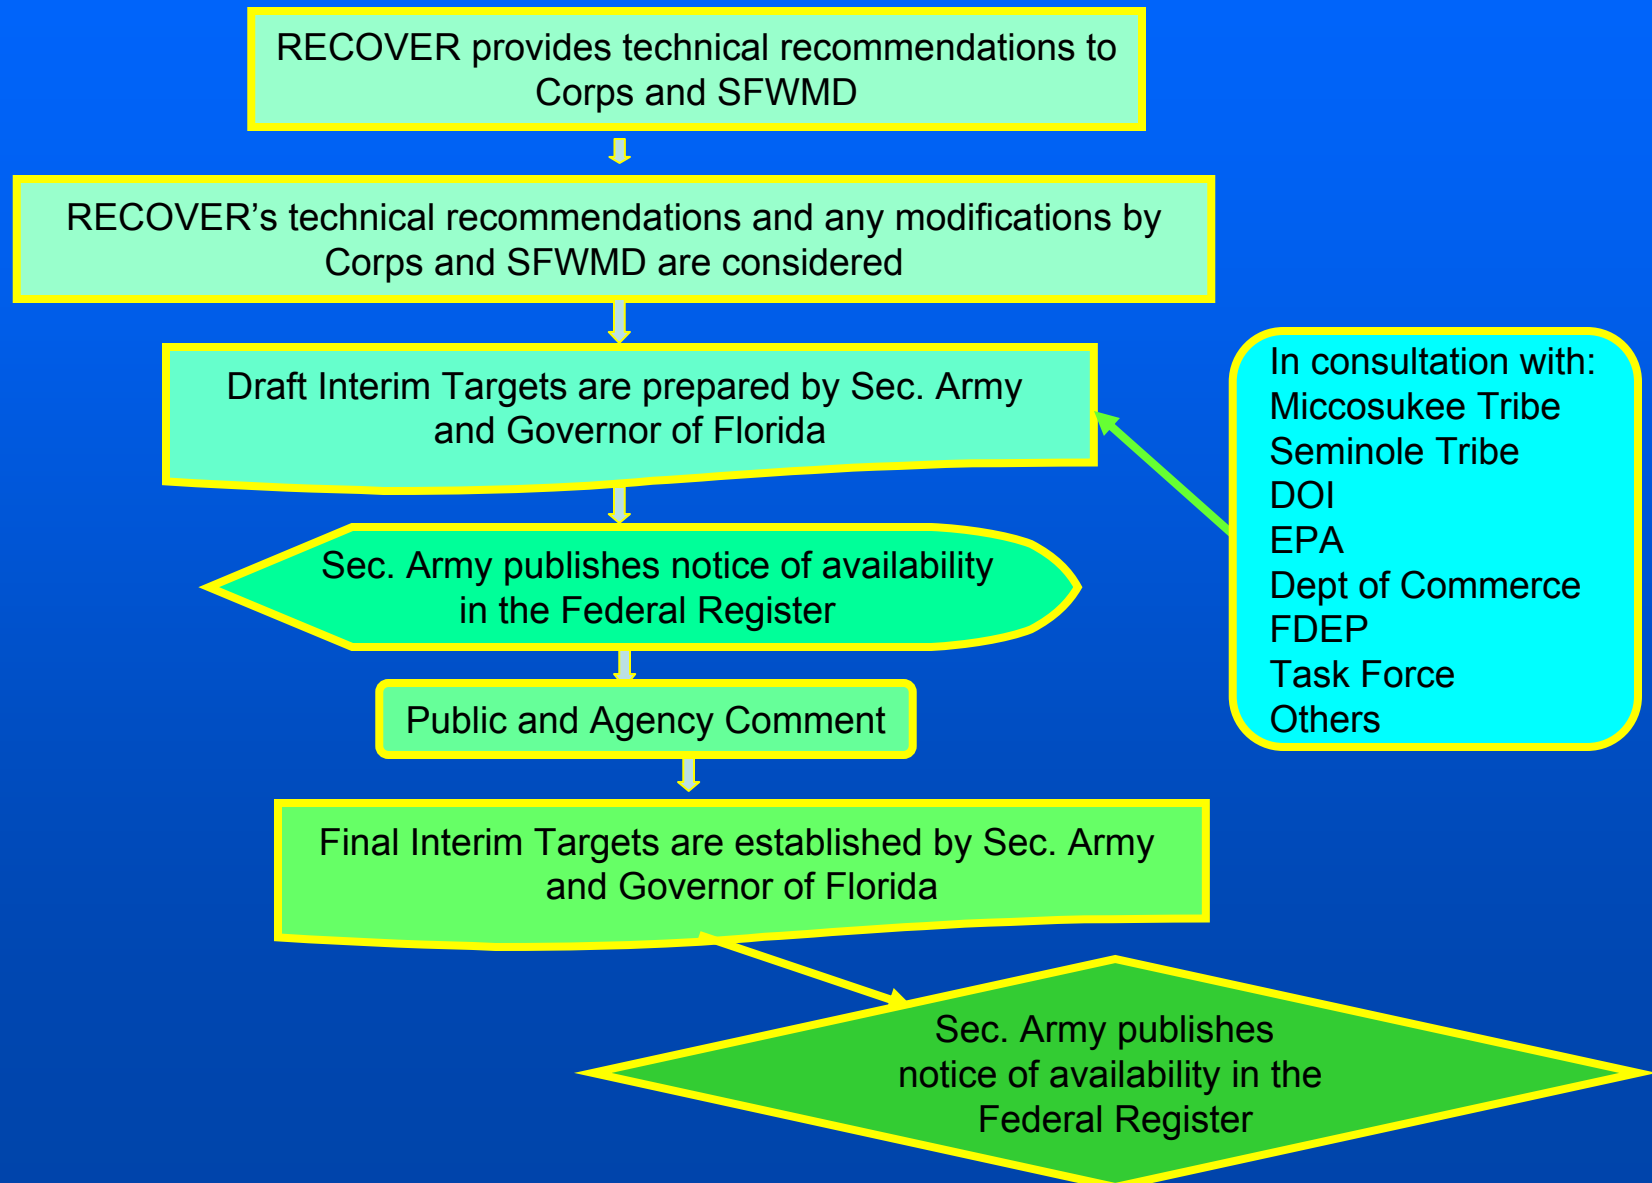 RECOVER provides technical recommendations to
Corps and SFWMD
RECOVER’s technical recommendations and any modifications by
Corps and SFWMD are considered
Draft Interim Targets are prepared by Sec. Army
and Governor of Florida
In consultation with:
Miccosukee Tribe
Seminole Tribe
DOI
EPA
Dept of Commerce
FDEP
Task Force
Others
Sec. Army publishes notice of availability
in the Federal Register
Public and Agency Comment
Final Interim Targets are established by Sec. Army
and Governor of Florida
Sec. Army publishes
notice of availability in the
Federal Register